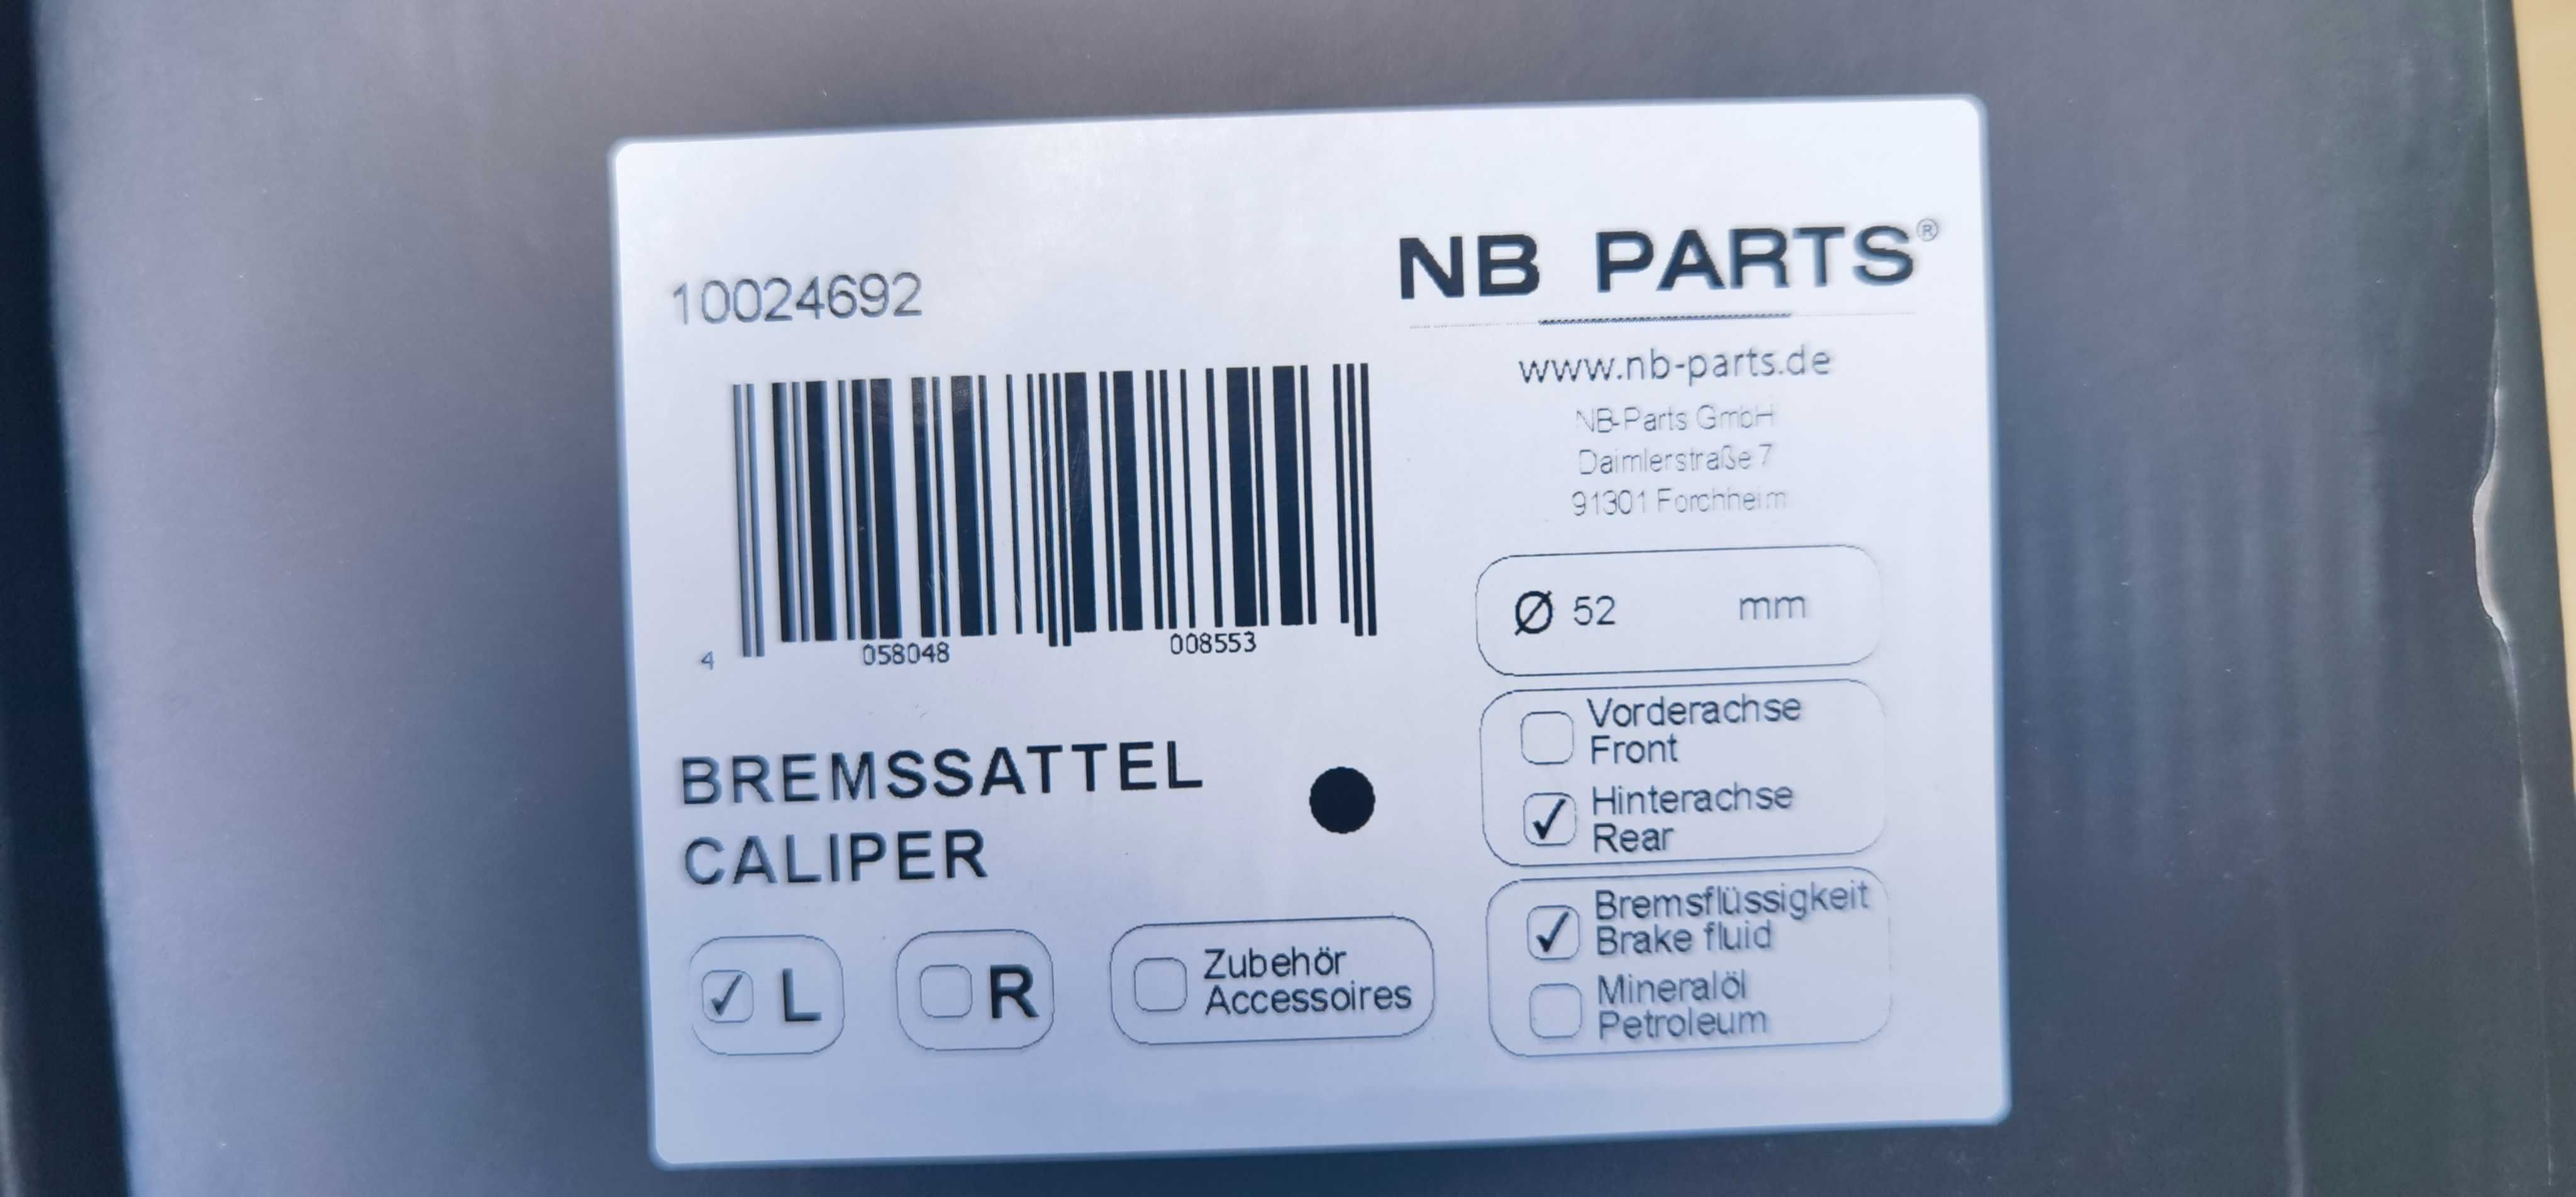 10024692
NB PARTS®
www.nb-parts.de
NB-Parts GmbH
Daimlerstraße 7
91301 Forchheim
4 058048 008553
Ø 52 mm
Vorderachse
Front
Hinterachse
Rear
BREMSSATTEL
CALIPER
Bremsflüssigkeit
Brake fluid
Mineralöl
Petroleum
L
R
Zubehör
Accessoires